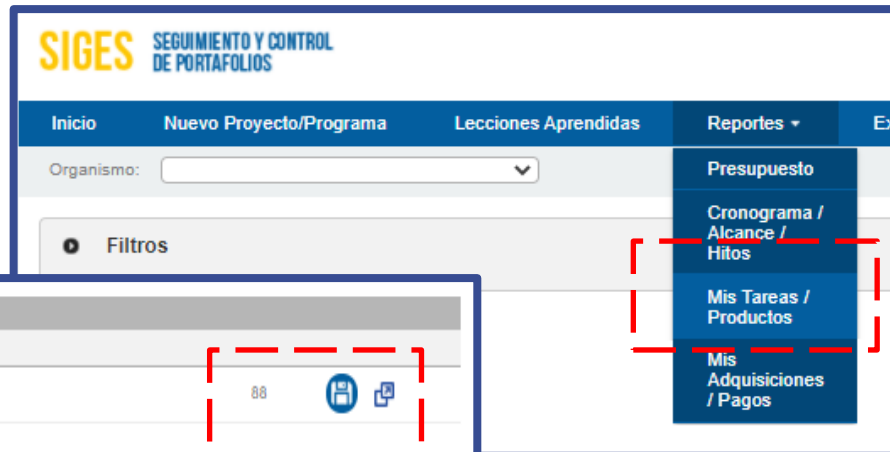 SIGES SEGUIMIENTO Y CONTROL
DE PORTAFOLIOS
Inicio Nuevo Proyecto/Programa Lecciones Aprendidas Reportes
Organismo:
Presupuesto
Cronograma /
Alcance /
Hitos
Filtros
Mis Tareas /
Productos
Mis
Adquisiciones
/ Pagos
88